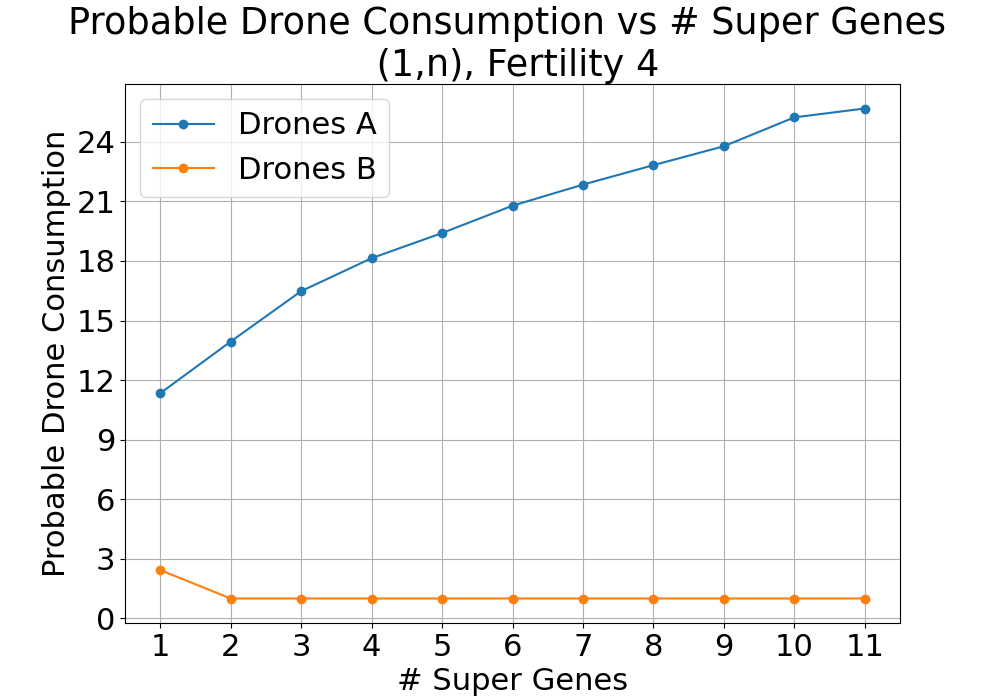 Probable Drone Consumption vs # Super Genes
(1,n), Fertility 4
Drones A
Drones B
Probable Drone Consumption
24
21
18
15
12
9
6
3
0
1 2 3 4 5 6 7 8 9 10 11
# Super Genes